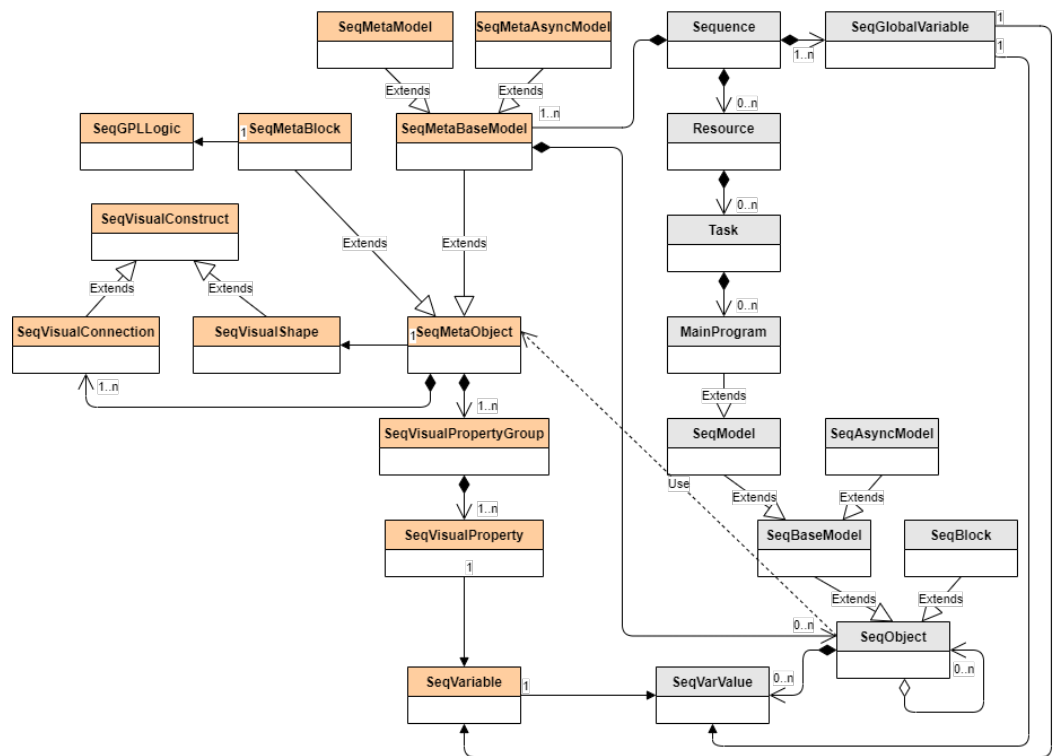 SeqMetaModel
SeqMetaAsyncModel
Sequence
SeqGlobalVariable
1
1
1..n
Extends
Extends
0..n
1..n
SeqGPLLogic
SeqMetaBlock
1
SeqMetaBaseModel
Resource
0..n
SeqVisualConstruct
Task
Extends
Extends
Extends
Extends
0..n
SeqVisualConnection
SeqVisualShape
1
SeqMetaObject
MainProgram
1..n
Extends
1..n
SeqVisualPropertyGroup
SeqModel
SeqAsyncModel
Use
Extends
Extends
1..n
SeqVisualProperty
SeqBaseModel
SeqBlock
1
Extends
Extends
0..n
SeqObject
0..n
SeqVariable
1
SeqVarValue
0..n